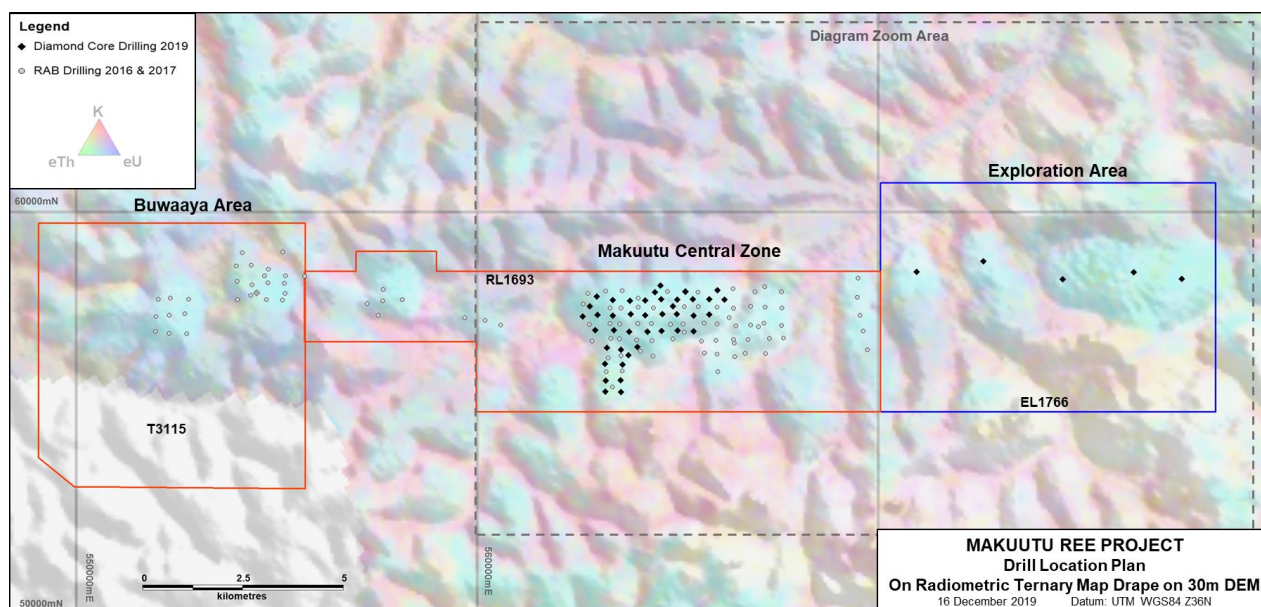 Legend
Diamond Core Drilling 2019
RAB Drilling 2016 & 2017
K
eTh
eU
Diagram Zoom Area
Exploration Area
60000mN
Buwaaya Area
Makuutu Central Zone
RL1693
EL1766
T3115
550000mE
560000mE
0 2.5 5
kilometres
50000mN
MAKUUTU REE PROJECT
Drill Location Plan
On Radiometric Ternary Map Drape on 30m DEM
16 December 2019 Datum: UTM WGS84 Z36N